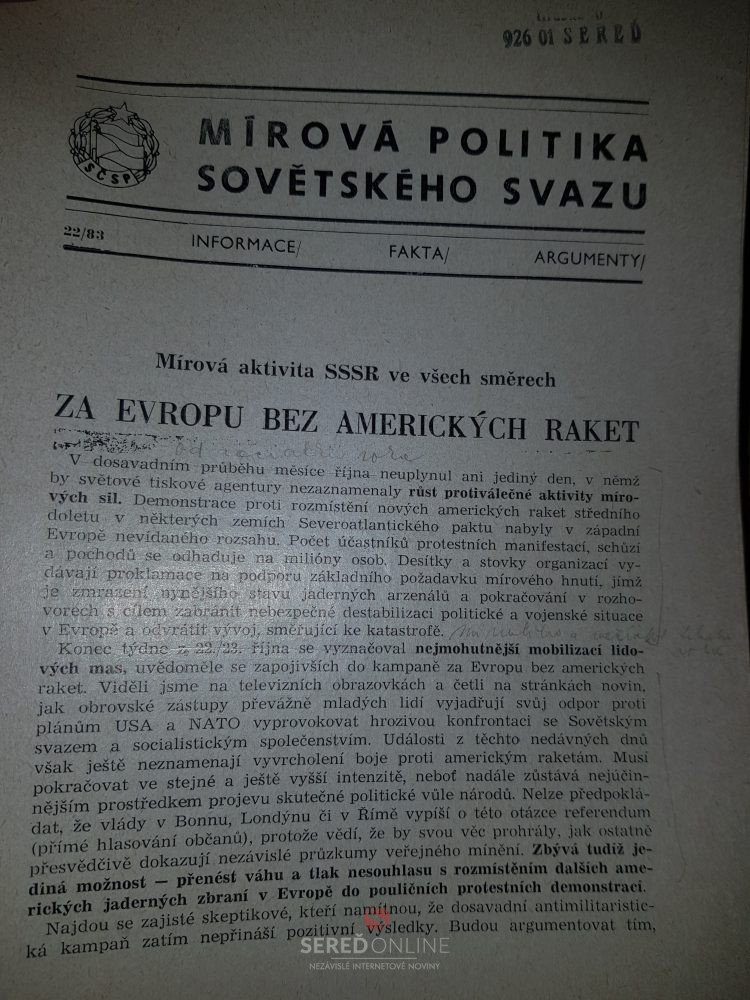 926 01 SEREĎ
SČSP
MÍROVÁ POLITIKA
SOVĚTSKÉHO SVAZU
22/83 INFORMACE/ FAKTA/ ARGUMENTY/
Mírová aktivita SSSR ve všech směrech
ZA EVROPU BEZ AMERICKÝCH RAKET
V dosavadním průběhu měsíce října neuplynul ani jediný den, v němž
by světové tiskové agentury nezaznamenaly růst protiválečné aktivity míro-
vých sil. Demonstrace proti rozmístění nových amerických raket středního
doletu v některých zemích Severoatlantického paktu nabyly v západní
Evropě nevídaného rozsahu. Počet účastníků protestních manifestací, schůzí
a pochodů se odhaduje na milióny osob. Desítky a stovky organizací vy-
dávají proklamace na podporu základního požadavku mírového hnutí, jímž
je zmrazení nynějšího stavu jaderných arzenálů a pokračování v rozho-
vorech s cílem zabránit nebezpečné destabilizaci politické a vojenské situace
v Evropě a odvrátit vývoj, směřující ke katastrofě.
Konec týdne z 22./23. října se vyznačoval nejmohutnější mobilizací lido-
vých mas, uvědoměle se zapojivších do kampaně za Evropu bez amerických
raket. Viděli jsme na televizních obrazovkách a četli na stránkách novin,
jak obrovské zástupy převážně mladých lidí vyjadřují svůj odpor proti
plánům USA a NATO vyprovokovat hrozivou konfrontaci se Sovětským
svazem a socialistickým společenstvím. Události z těchto nedávných dnů
však ještě neznamenají vyvrcholení boje proti americkým raketám. Musí
pokračovat ve stejné a ještě vyšší intenzitě, neboť nadále zůstává nejúčin-
nějším prostředkem projevu skutečné politické vůle národů. Nelze předpoklá-
dat, že vlády v Bonnu, Londýnu či v Římě vypíší o této otázce referendum
(přímé hlasování občanů), protože vědí, že by svou věc prohrály, jak ostatně
přesvědčivě dokazují nezávislé průzkumy veřejného mínění. Zbývá tudíž je-
diná možnost — přenést váhu a tlak nesouhlasu s rozmístěním dalších ame-
rických jaderných zbraní v Evropě do pouličních protestních demonstrací.
Najdou se zajisté skeptikové, kteří namítnou, že dosavadní antimilitaristic-
ká kampaň zatím nepřináší pozitivní výsledky. Budou argumentovat tím,
SEREĎONLINE
NEZÁVISLÉ INTERNETOVÉ NOVINY